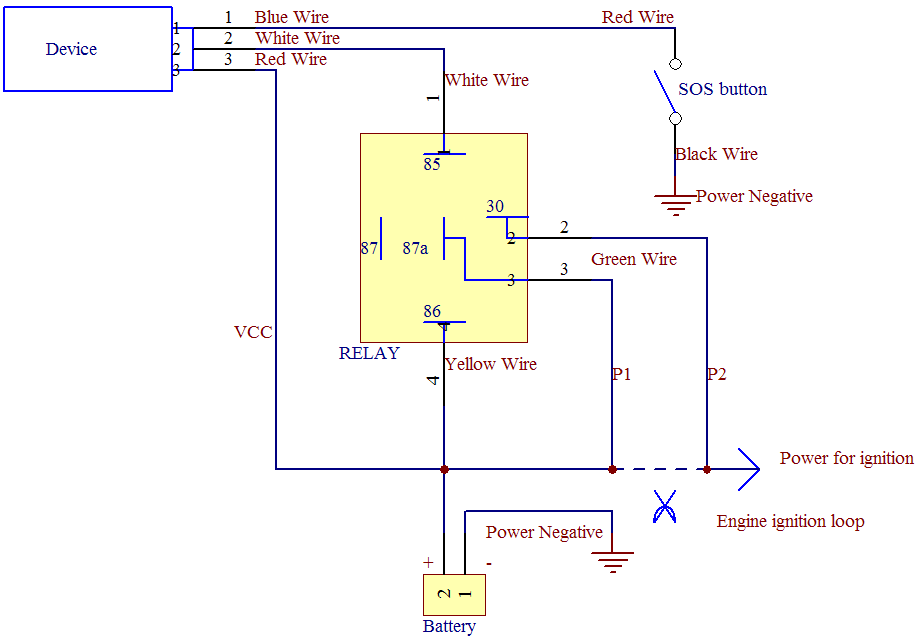 1 Blue Wire Red Wire
Device 1
2 White Wire
2
3 Red Wire
3
White Wire
1
SOS button
85
Black Wire
Power Negative
30
2
2
87 87a
Green Wire
3
3
86
4
VCC
RELAY
Yellow Wire
4
P1 P2
Power for ignition
Engine ignition loop
Power Negative
+ -
2 1
Battery